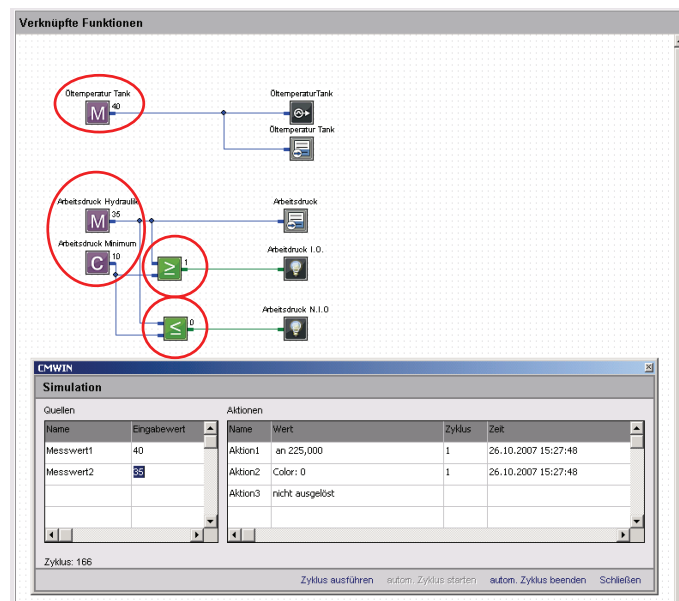 Verknüpfte Funktionen
Öltemperatur Tank
M 40
ÖltemperaturTank
Öltemperatur Tank
Arbeitsdruck Hydraulik
M 35
Arbeitsdruck
Arbeitsdruck Minimum
C 10
≥ 1
Arbeitdruck I.O.
≤ 0
Arbeitsdruck N.I.O
CMWIN
Simulation
Quellen
Aktionen
Name Eingabewert
Name Wert Zyklus Zeit
Messwert1 40
Aktion1 an 225,000 1 26.10.2007 15:27:48
Messwert2 35
Aktion2 Color: 0 1 26.10.2007 15:27:48
Aktion3 nicht ausgelöst
Zyklus: 166
Zyklus ausführen autom. Zyklus starten autom. Zyklus beenden Schließen